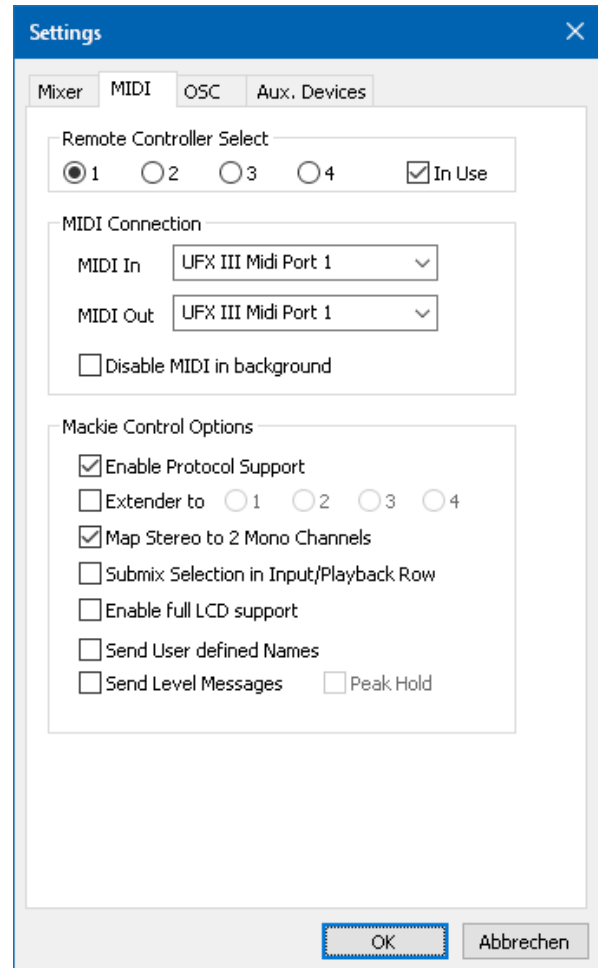 Settings
Mixer MIDI OSC Aux. Devices
Remote Controller Select
1 2 3 4 In Use
MIDI Connection
MIDI In UFX III Midi Port 1
MIDI Out UFX III Midi Port 1
Disable MIDI in background
Mackie Control Options
Enable Protocol Support
Extender to 1 2 3 4
Map Stereo to 2 Mono Channels
Submix Selection in Input/Playback Row
Enable full LCD support
Send User defined Names
Send Level Messages Peak Hold
OK Abbrechen